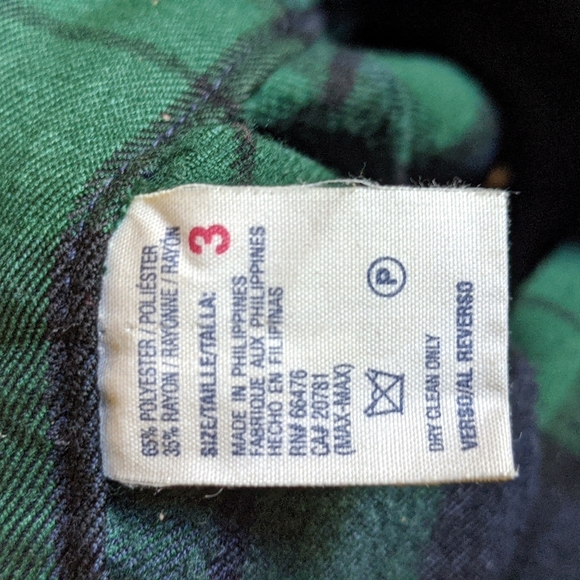 65% POLYESTER / POLIÉSTER
35% RAYON / RAYONNE / RAYÓN
SIZE/TAILLE/TALLA: 3
MADE IN PHILIPPINES
FABRIQUE AUX PHILIPPINES
HECHO EN FILIPINAS
RN# 66476
CA# 20781
(MAX-MAX)
P
DRY CLEAN ONLY
VERSO/AL REVERSO